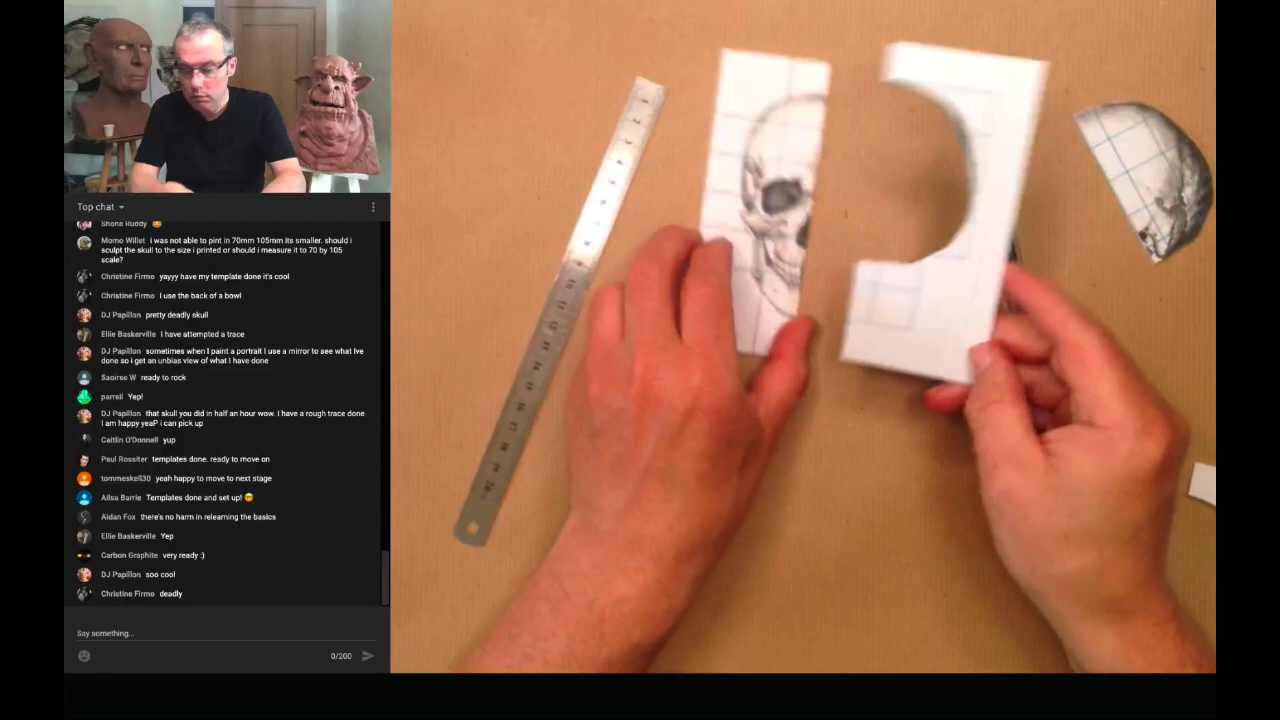 Top chat
Shona Ruddy
Momo Willet i was not able to pint in 70mm 105mm its smaller. should i
sculpt the skull to the size i printed or should i measure it to 70 by 105
scale?
Christine Firmo yayyy have my template done it's cool
Christine Firmo I use the back of a bowl
DJ Papillon pretty deadly skull
Ellie Baskerville I have attempted a trace
DJ Papillon sometimes when I paint a portrait I use a mirror to see what Ive
done so i get an unbias view of what I have done
Saoirse W ready to rock
parrsil Yep!
DJ Papillon that skull you did in half an hour wow. I have a rough trace done
I am happy yeaP i can pick up
Caitlin O'Donnell yup
Paul Rossiter templates done. ready to move on
tommeskell30 yeah happy to move to next stage
Ailsa Barrie Templates done and set up! 😁
Aidan Fox there's no harm in relearning the basics
Ellie Baskerville Yep
Carbon Graphite very ready :)
DJ Papillon soo cool
Christine Firmo deadly
Say something...
0/200